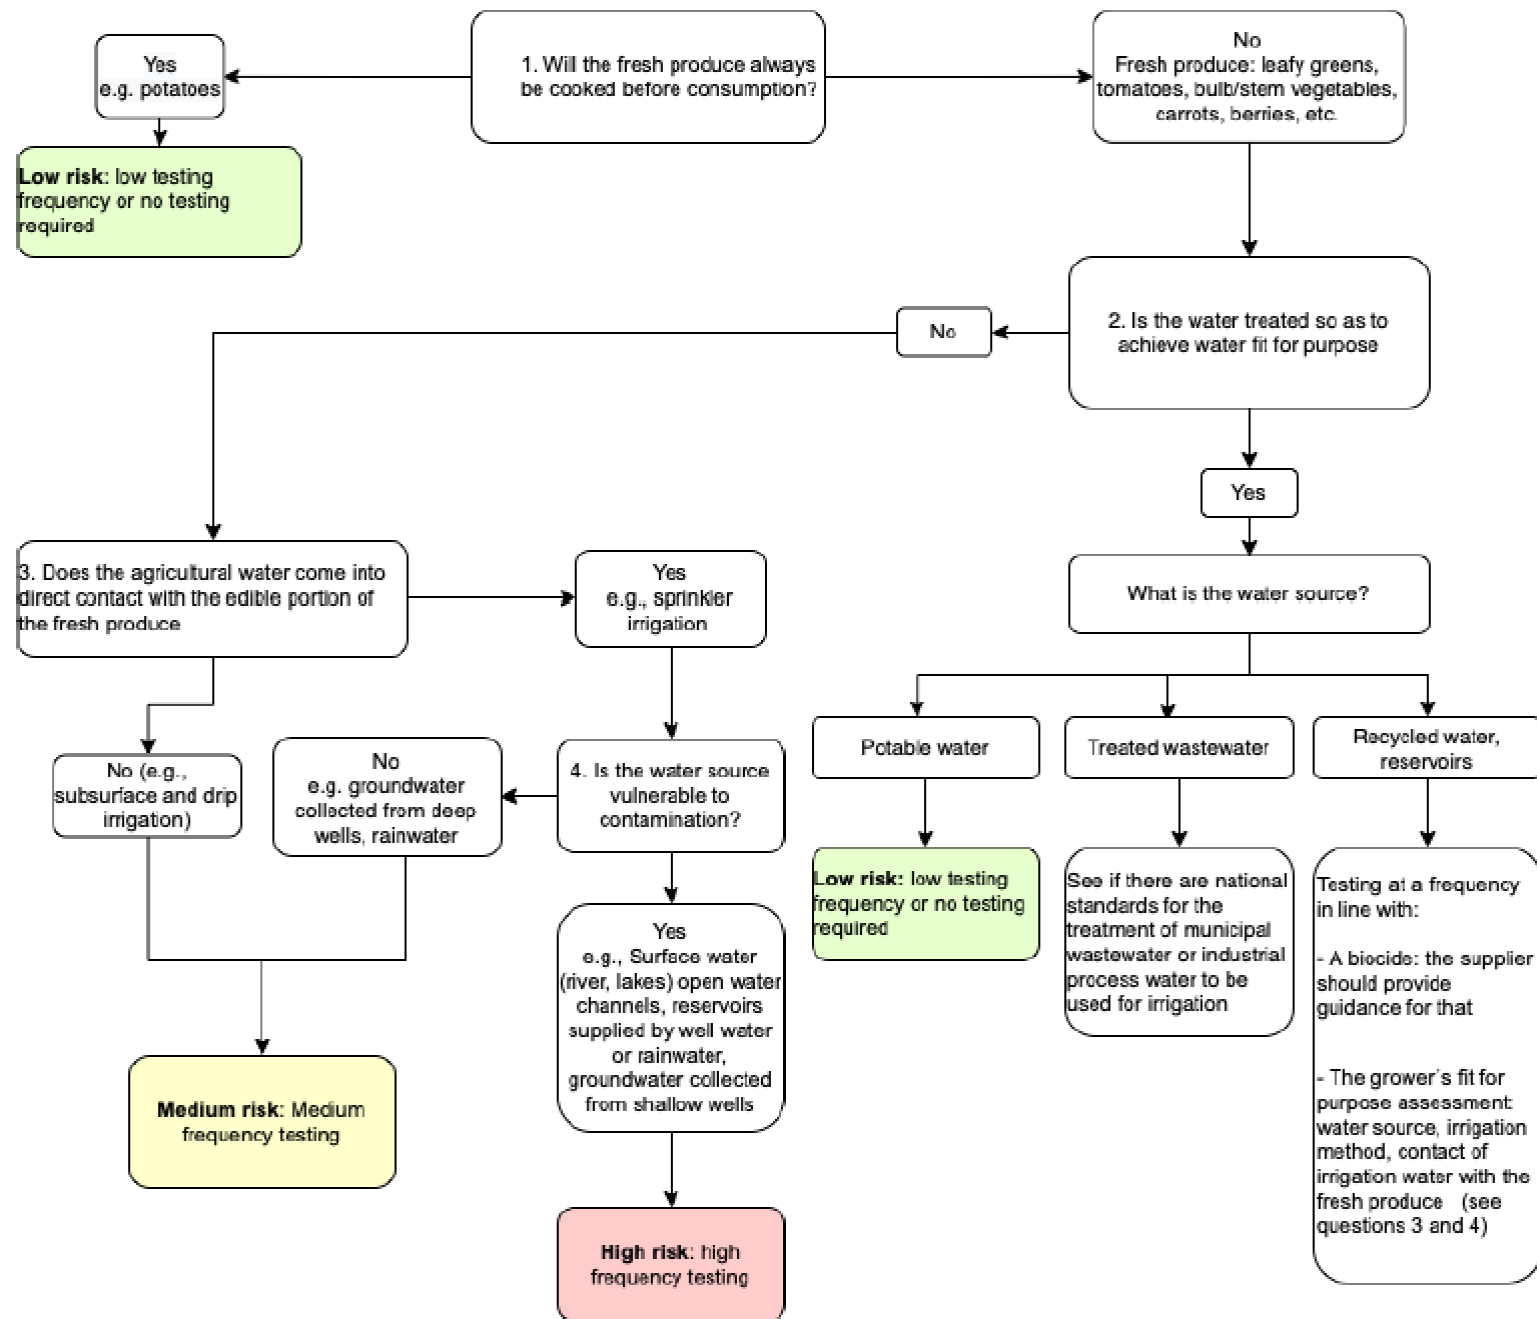 Yes
e.g. potatoes
1. Will the fresh produce always
be cooked before consumption?
No
Fresh produce: leafy greens,
tomatoes, bulb/stem vegetables,
carrots, berries, etc.
Low risk: low testing
frequency or no testing
required
2. Is the water treated so as to
achieve water fit for purpose
No
Yes
What is the water source?
3. Does the agricultural water come into
direct contact with the edible portion of
the fresh produce
Yes
e.g., sprinkler
irrigation
No (e.g.,
subsurface and drip
irrigation)
No
e.g. groundwater
collected from deep
wells, rainwater
4. Is the water source
vulnerable to
contamination?
Potable water
Treated wastewater
Recycled water,
reservoirs
Low risk: low testing
frequency or no testing
required
See if there are national
standards for the
treatment of municipal
wastewater or industrial
process water to be
used for irrigation
Testing at a frequency
in line with:
- A biocide: the supplier
should provide
guidance for that
- The grower´s fit for
purpose assessment:
water source, irrigation
method, contact of
irrigation water with the
fresh produce (see
questions 3 and 4)
Yes
e.g., Surface water
(river, lakes) open water
channels, reservoirs
supplied by well water
or rainwater,
groundwater collected
from shallow wells
Medium risk: Medium
frequency testing
High risk: high
frequency testing